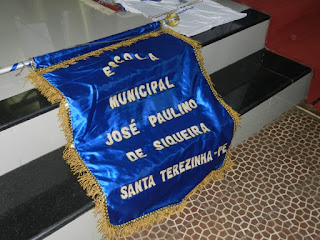 ESCOLA
MUNICIPAL
JOSÉ PAULINO
DE SIQUEIRA
SANTA TEREZINHA-PE